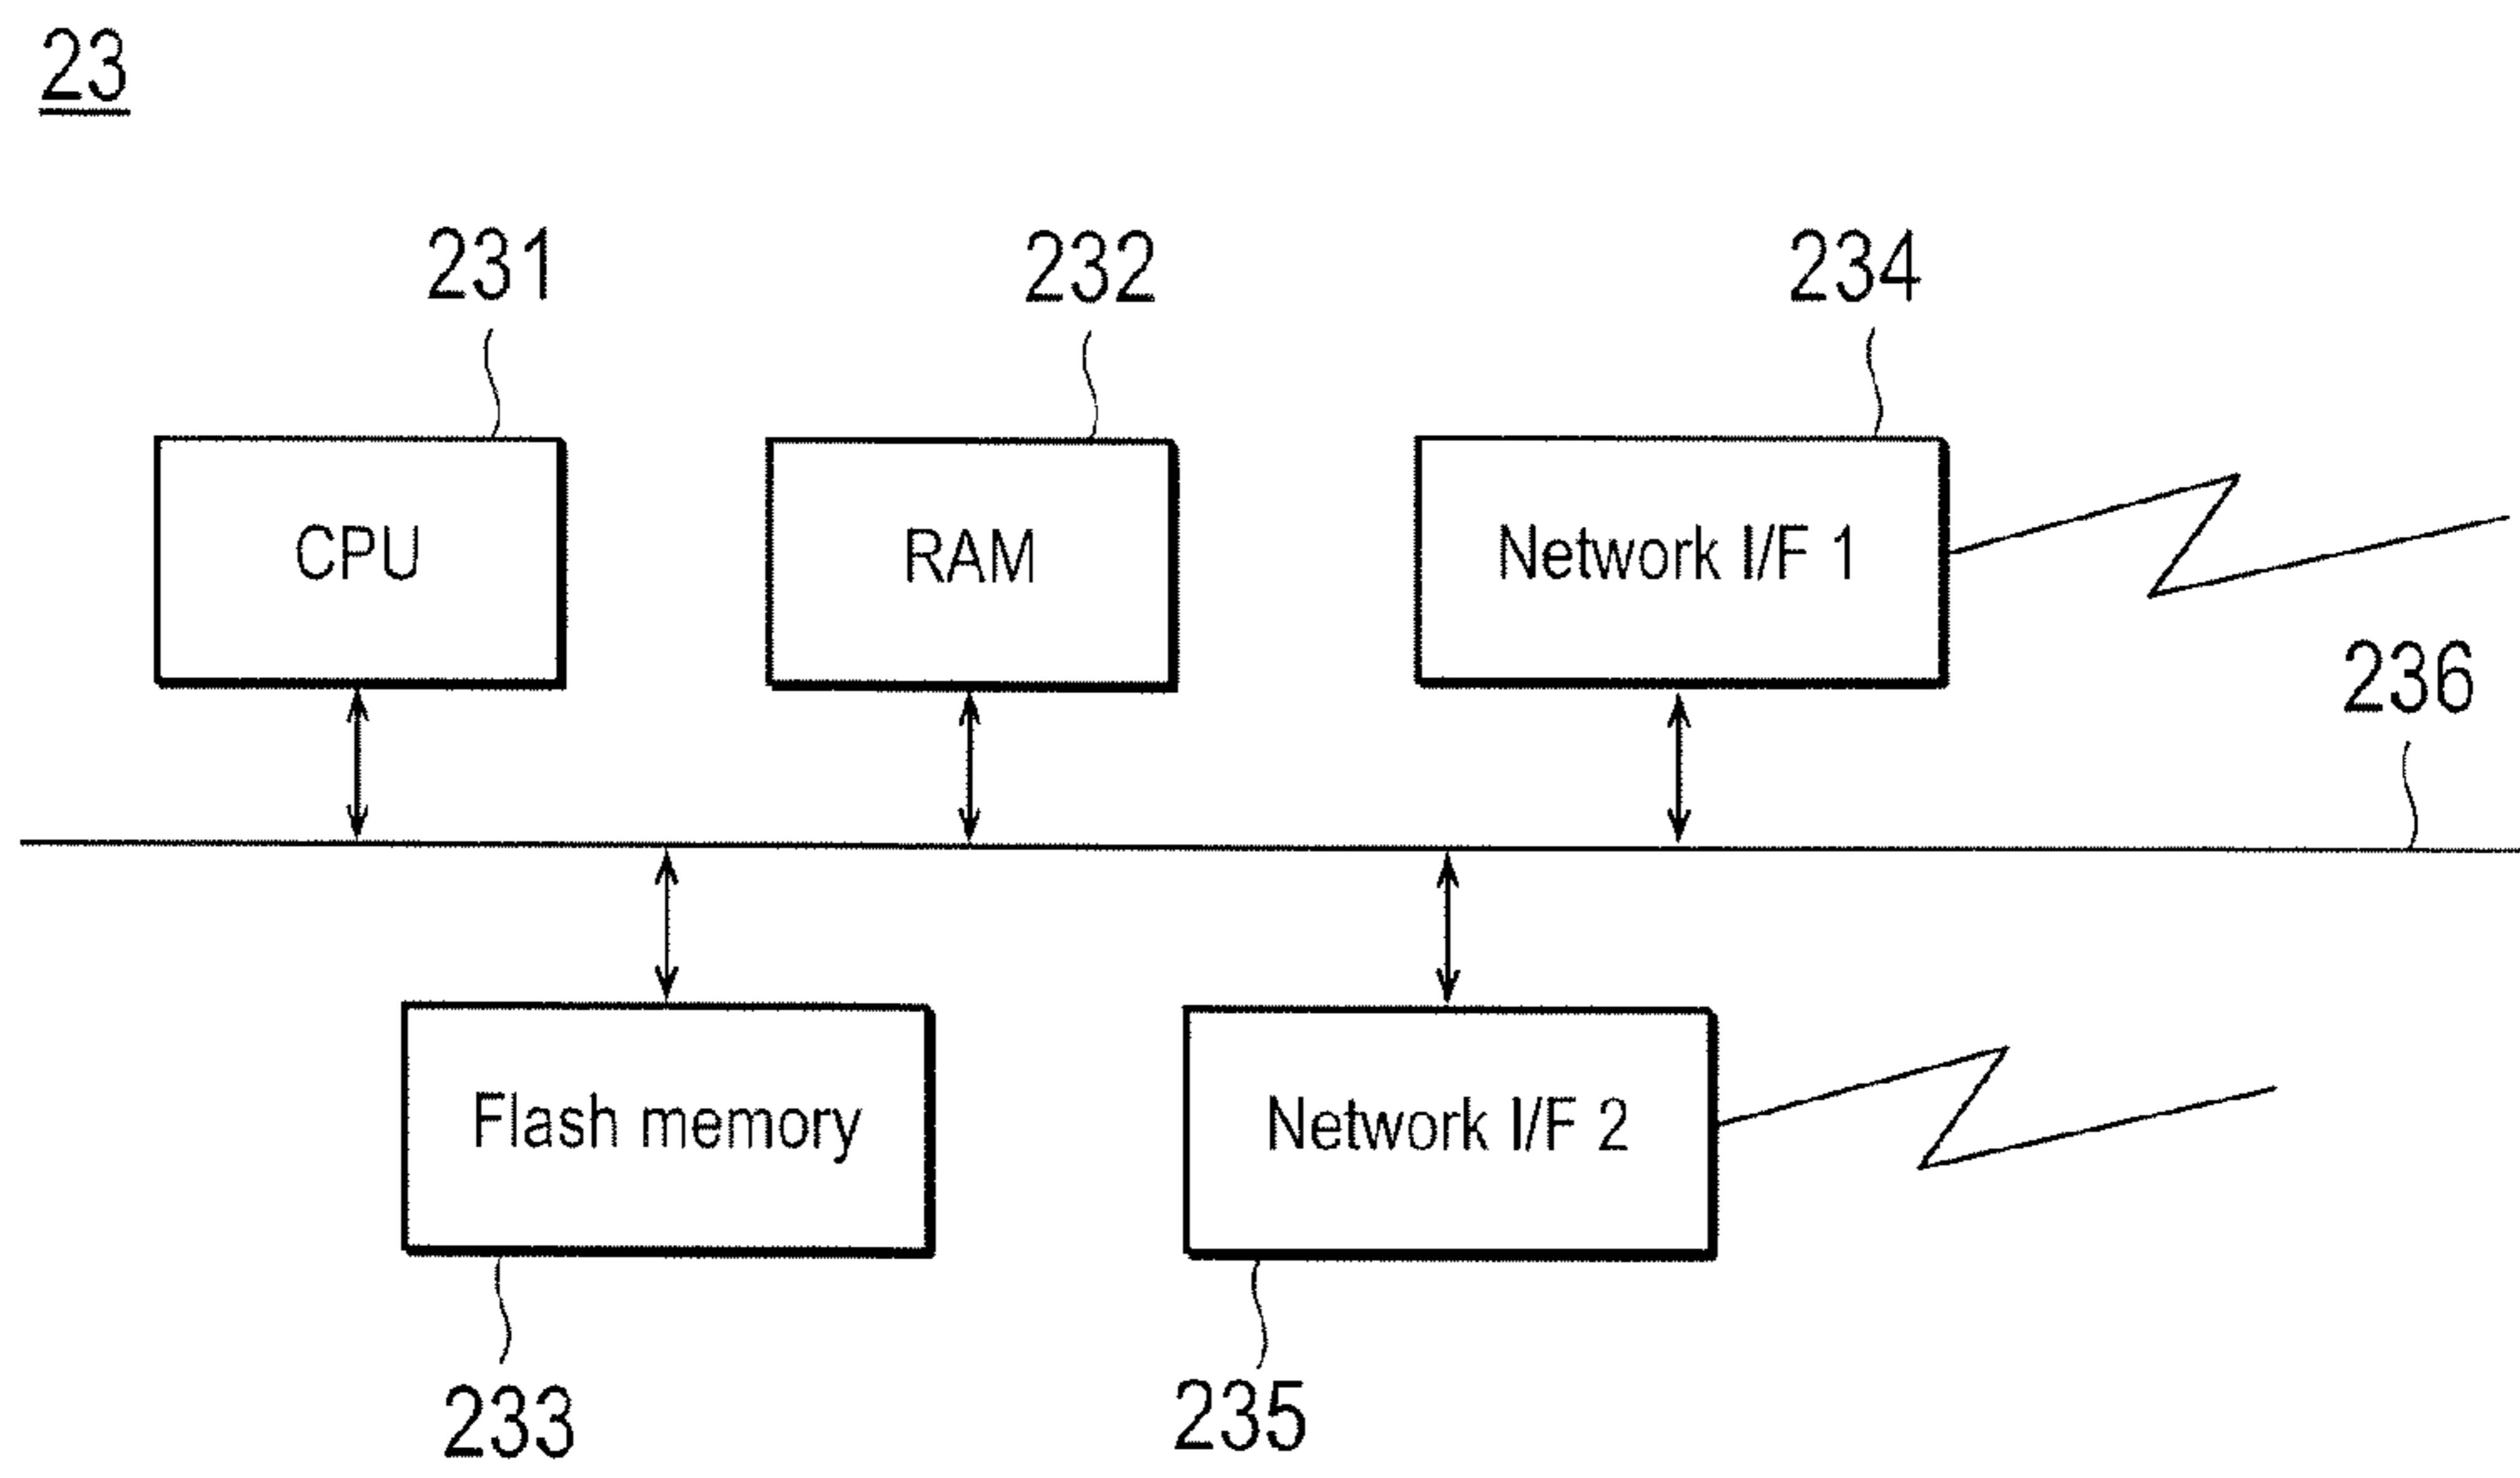 23
231
232
234
CPU
RAM
Network I/F 1
236
Flash memory
Network I/F 2
233
235